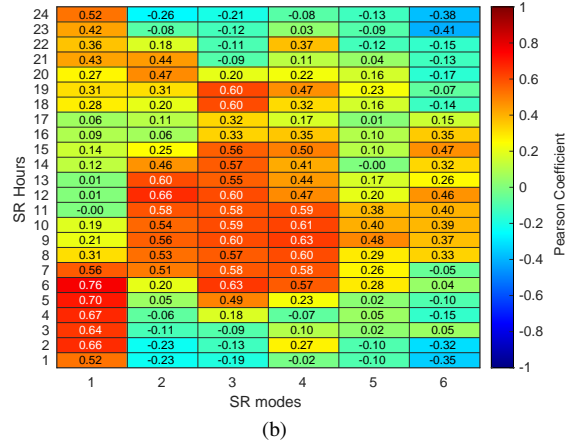 24 0.52 -0.26 -0.21 -0.08 -0.13 -0.38 1
23 0.42 -0.08 -0.12 0.03 -0.09 -0.41
22 0.36 0.18 -0.11 0.37 -0.12 -0.15 0.8
21 0.43 0.44 -0.09 0.11 0.04 -0.13
20 0.27 0.47 0.20 0.22 0.16 -0.17 0.6
19 0.31 0.31 0.60 0.47 0.23 -0.07
18 0.28 0.20 0.60 0.32 0.16 -0.14 0.4
17 0.06 0.11 0.32 0.17 0.01 0.15
16 0.09 0.06 0.33 0.35 0.10 0.35 0.2
15 0.14 0.25 0.56 0.50 0.10 0.47
14 0.12 0.46 0.57 0.41 -0.00 0.32
13 0.01 0.60 0.55 0.44 0.17 0.26 0
12 0.01 0.66 0.60 0.47 0.20 0.46
11 -0.00 0.58 0.58 0.59 0.38 0.40
10 0.19 0.54 0.59 0.61 0.40 0.39 -0.2
9 0.21 0.56 0.60 0.63 0.48 0.37
8 0.31 0.53 0.57 0.60 0.29 0.33 -0.4
7 0.56 0.51 0.58 0.58 0.26 -0.05
6 0.76 0.20 0.63 0.57 0.28 0.04 -0.6
5 0.70 0.05 0.49 0.23 0.02 -0.10
4 0.67 -0.06 0.18 -0.07 0.05 -0.15
3 0.64 -0.11 -0.09 0.10 0.02 0.05 -0.8
2 0.66 -0.23 -0.13 0.27 -0.10 -0.32
1 0.52 -0.23 -0.19 -0.02 -0.10 -0.35 -1
1 2 3 4 5 6
SR modes
SR Hours
Pearson Coefficient
(b)